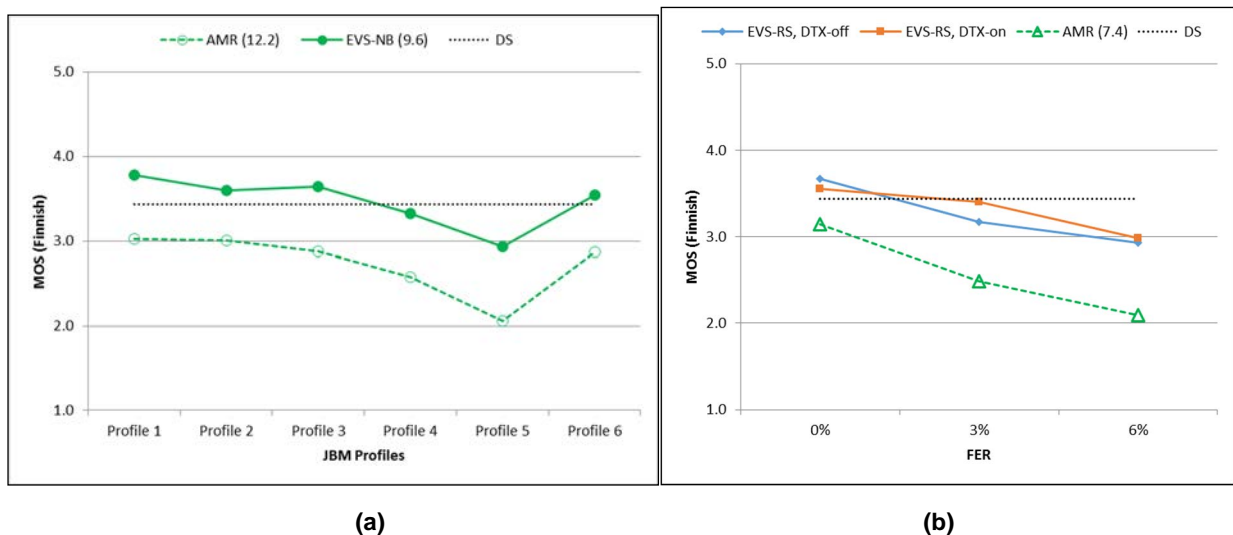 AMR (12.2) EVS-NB (9.6) DS
5.0
4.0
3.0
2.0
1.0
MOS (Finnish)
Profile 1 Profile 2 Profile 3 Profile 4 Profile 5 Profile 6
JBM Profiles
(a)
EVS-RS, DTX-off EVS-RS, DTX-on AMR (7.4) DS
5.0
4.0
3.0
2.0
1.0
MOS (Finnish)
0% 3% 6%
FER
(b)